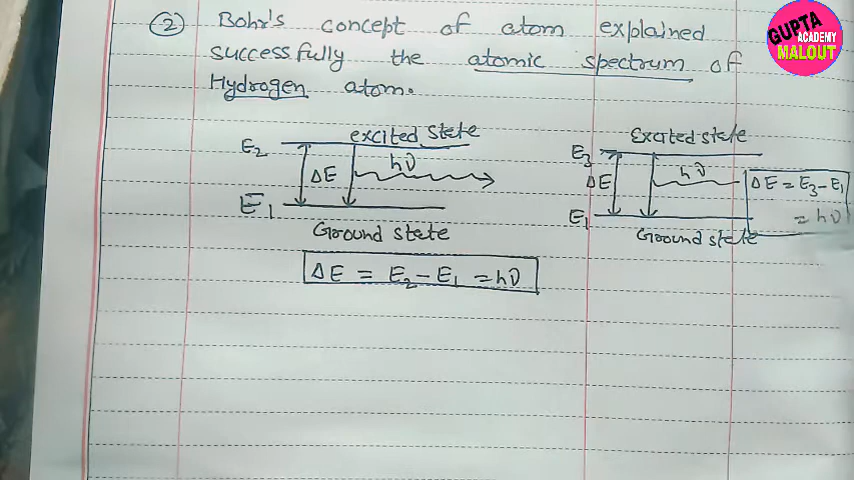 ② Bohr's concept of atom explained
successfully the atomic spectrum of
Hydrogen atom.
E₂ excited state
ΔE hν
E₁
Ground state
ΔE = E₂ - E₁ = hν
Excited state
E₃
ΔE hν
E₁
Ground state
ΔE = E₃ - E₁
= hν
GUPTA
ACADEMY
MALOUT